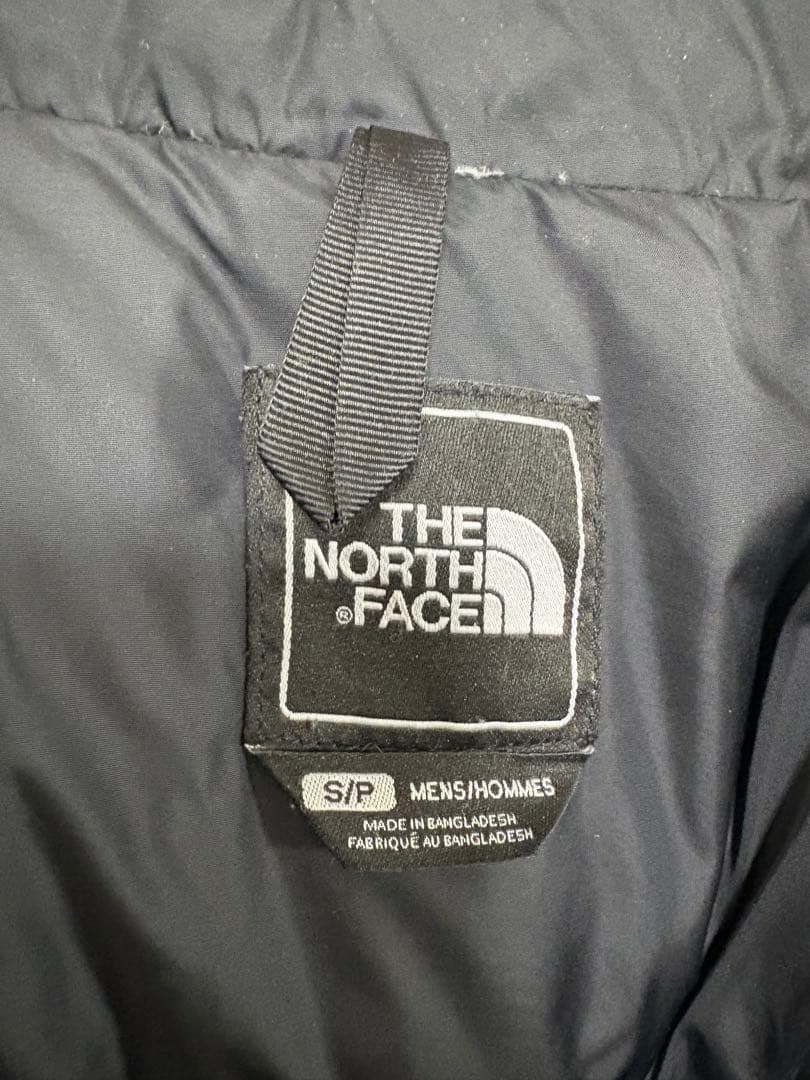 THE
NORTH
®FACE
S/P MENS/HOMMES
MADE IN BANGLADESH
FABRIQUÉ AU BANGLADESH